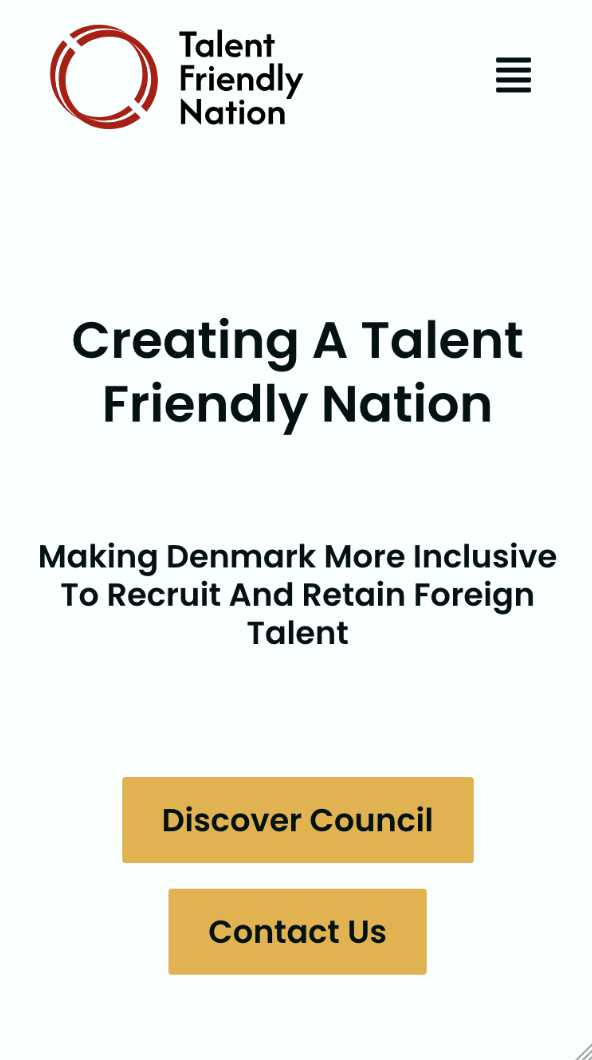 Talent
Friendly
Nation
Creating A Talent
Friendly Nation
Making Denmark More Inclusive
To Recruit And Retain Foreign
Talent
Discover Council
Contact Us